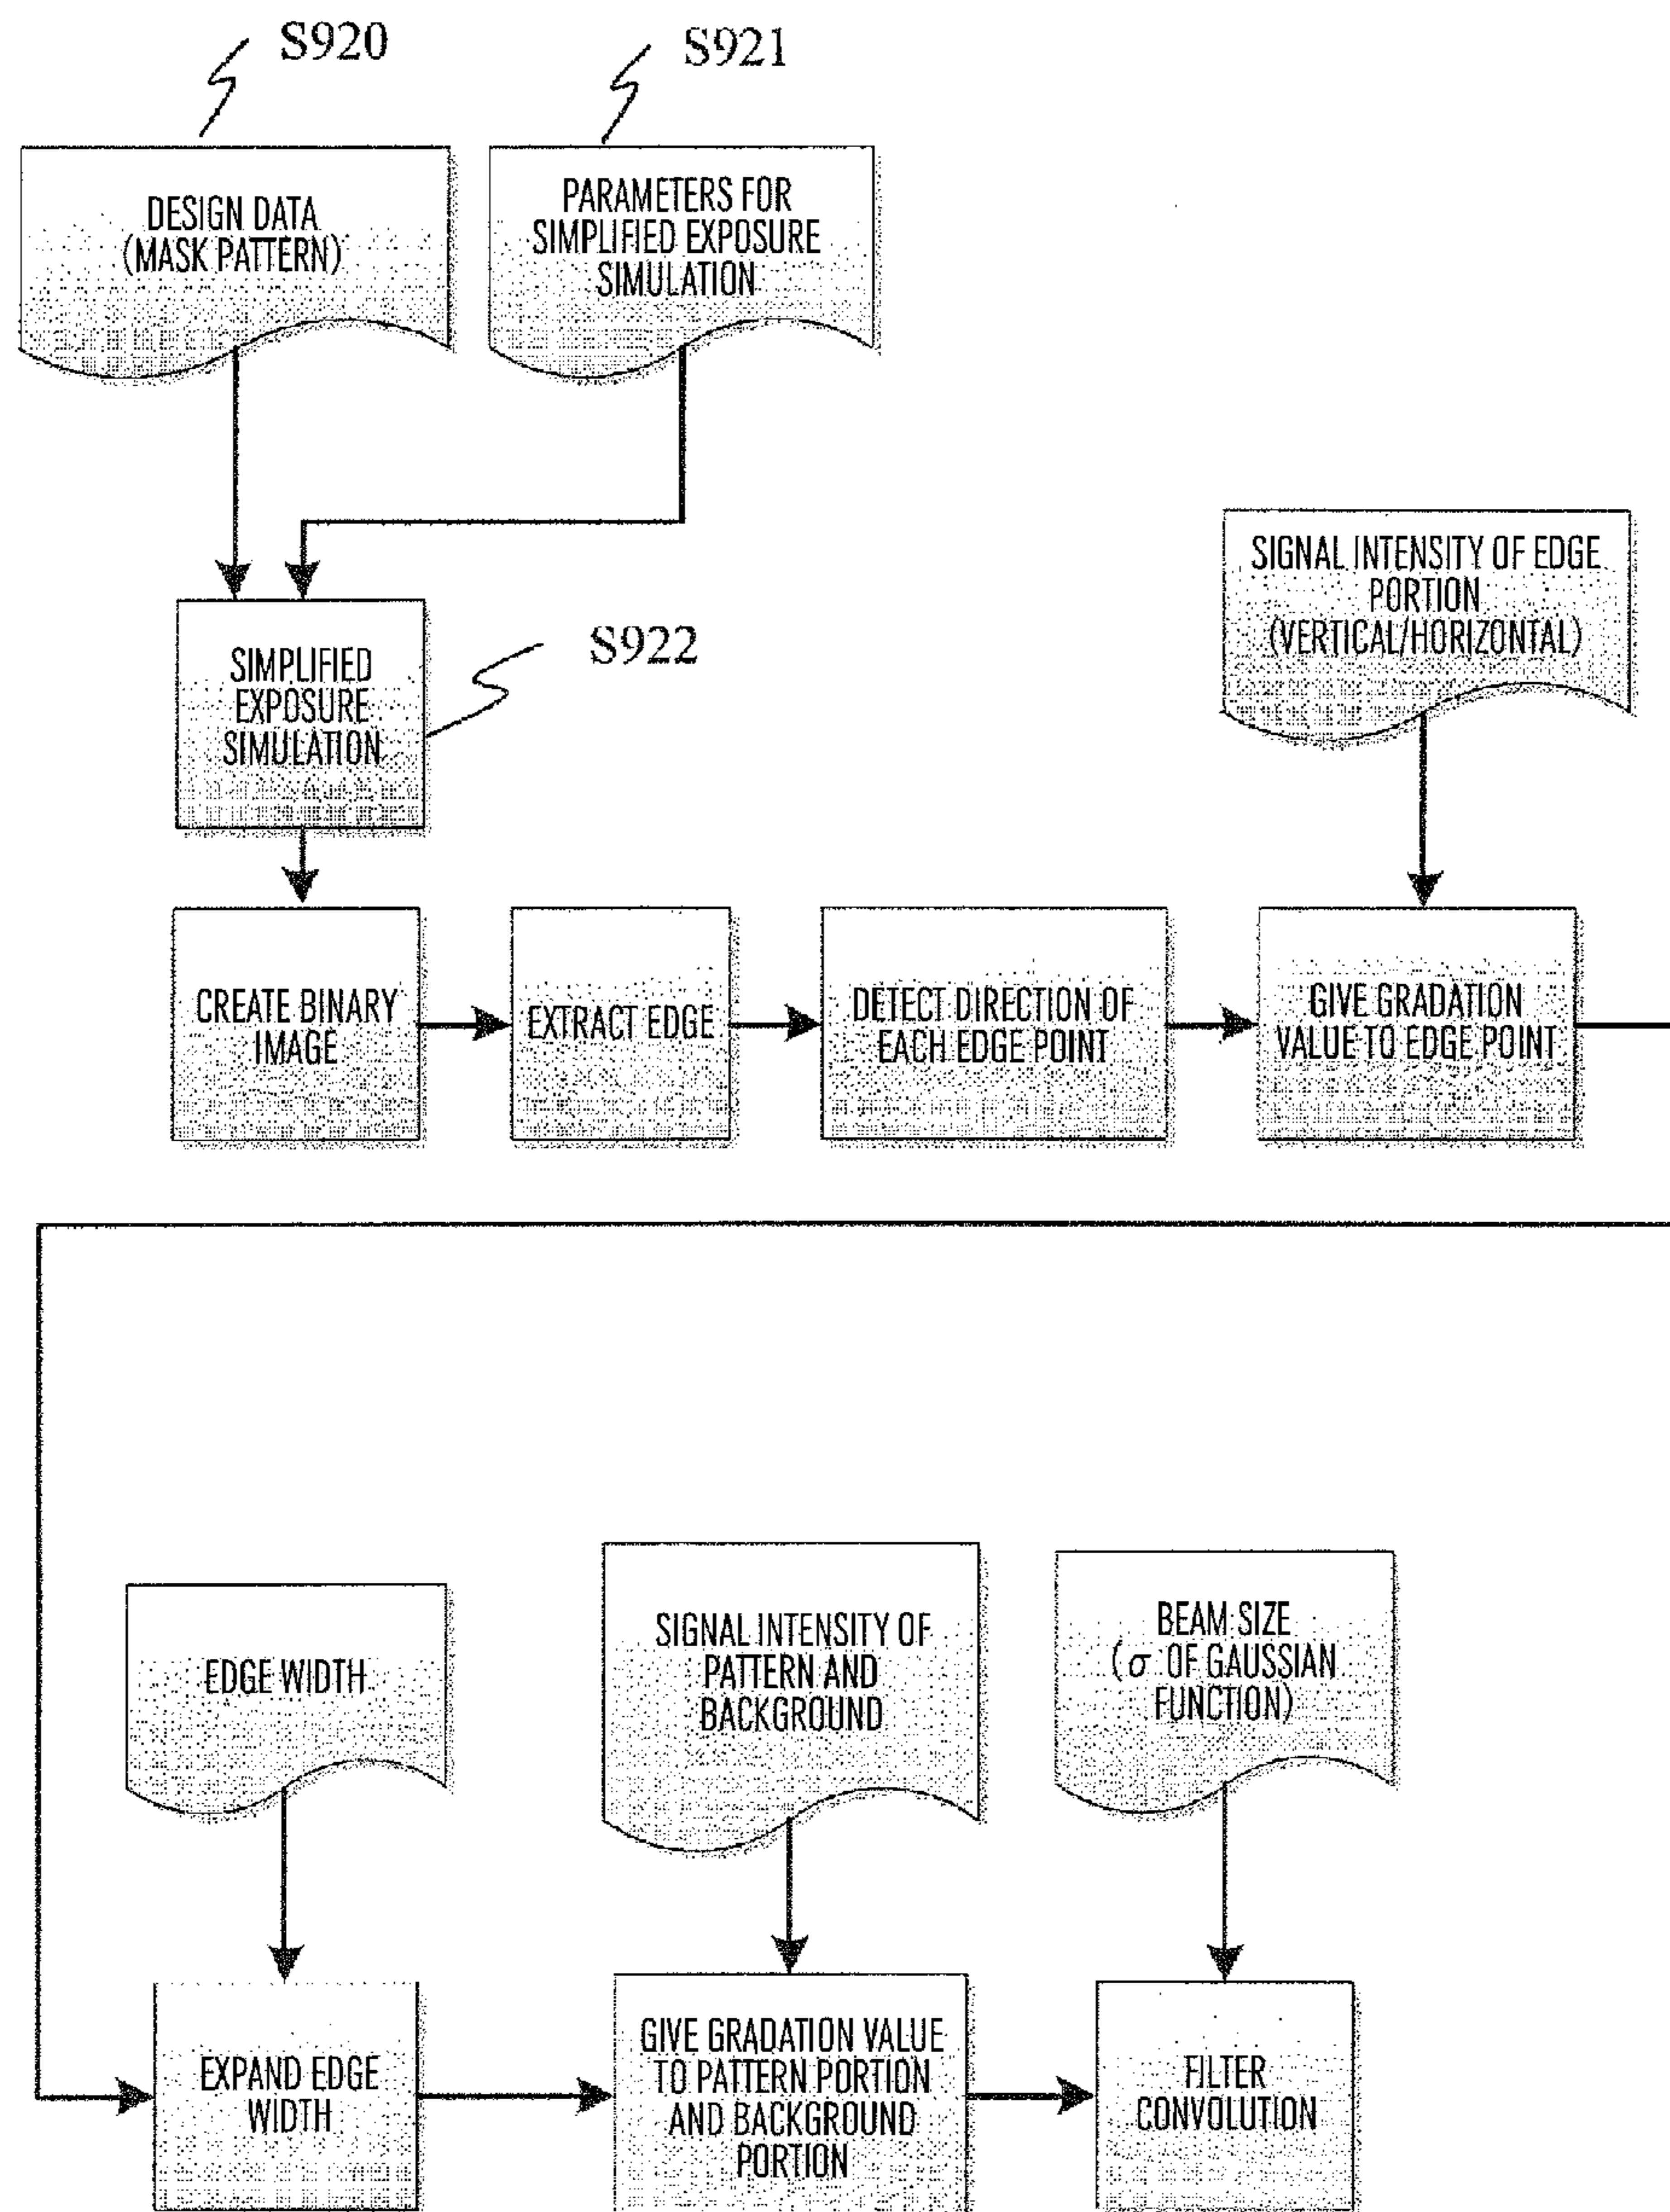 S920
S921
DESIGN DATA
(MASK PATTERN)
PARAMETERS FOR
SIMPLIFIED EXPOSURE
SIMULATION
SIMPLIFIED
EXPOSURE
SIMULATION
S922
SIGNAL INTENSITY OF EDGE
PORTION
(VERTICAL/HORIZONTAL)
CREATE BINARY
IMAGE
EXTRACT EDGE
DETECT DIRECTION OF
EACH EDGE POINT
GIVE GRADATION
VALUE TO EDGE POINT
EDGE WIDTH
SIGNAL INTENSITY OF
PATTERN AND
BACKGROUND
BEAM SIZE
(σ OF GAUSSIAN
FUNCTION)
EXPAND EDGE
WIDTH
GIVE GRADATION VALUE
TO PATTERN PORTION
AND BACKGROUND
PORTION
FILTER
CONVOLUTION